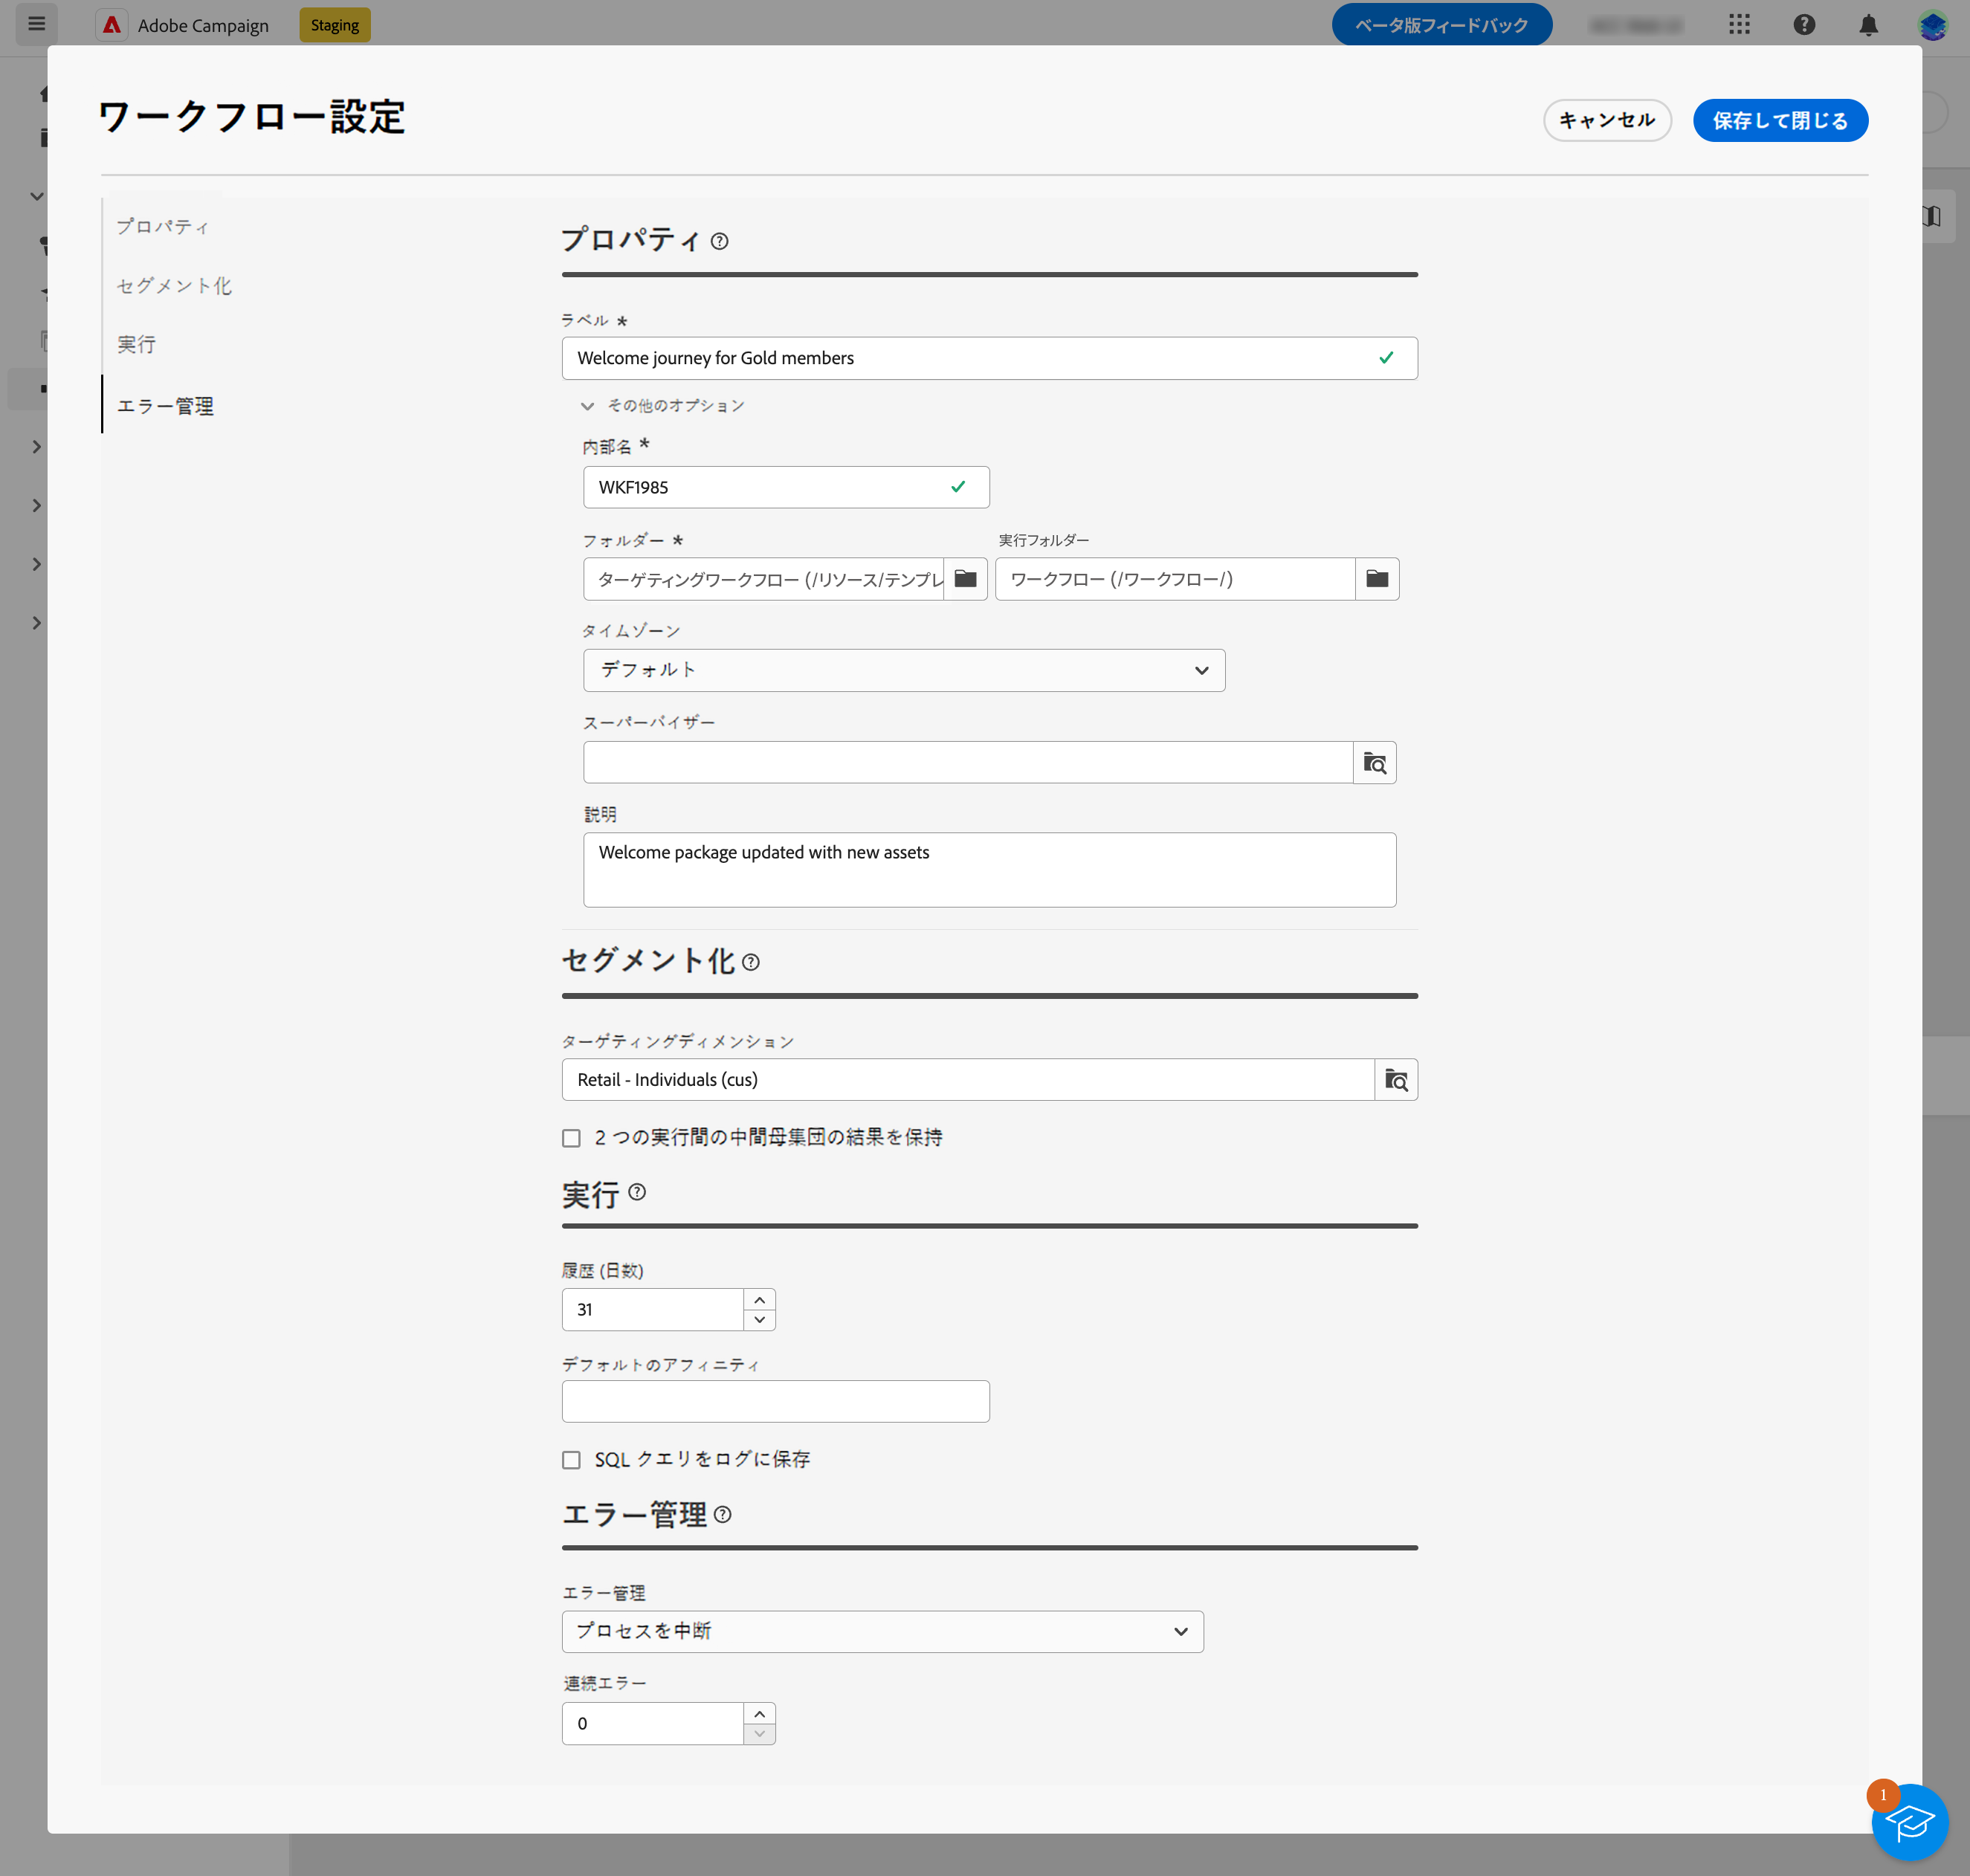 Adobe Campaign
Staging
ベータ版フィードバック
ワークフロー設定
キャンセル
保存して閉じる
プロパティ
セグメント化
実行
エラー管理
プロパティ
ラベル *
Welcome journey for Gold members
その他のオプション
内部名 *
WKF1985
フォルダー *
実行フォルダー
ターゲティングワークフロー (/リソース/テンプレ
ワークフロー (/ワークフロー/)
タイムゾーン
デフォルト
スーパーバイザー
説明
Welcome package updated with new assets
セグメント化
ターゲティングディメンション
Retail - Individuals (cus)
2 つの実行間の中間母集団の結果を保持
実行
履歴 (日数)
31
デフォルトのアフィニティ
SQL クエリをログに保存
エラー管理
エラー管理
プロセスを中断
連続エラー
0
1